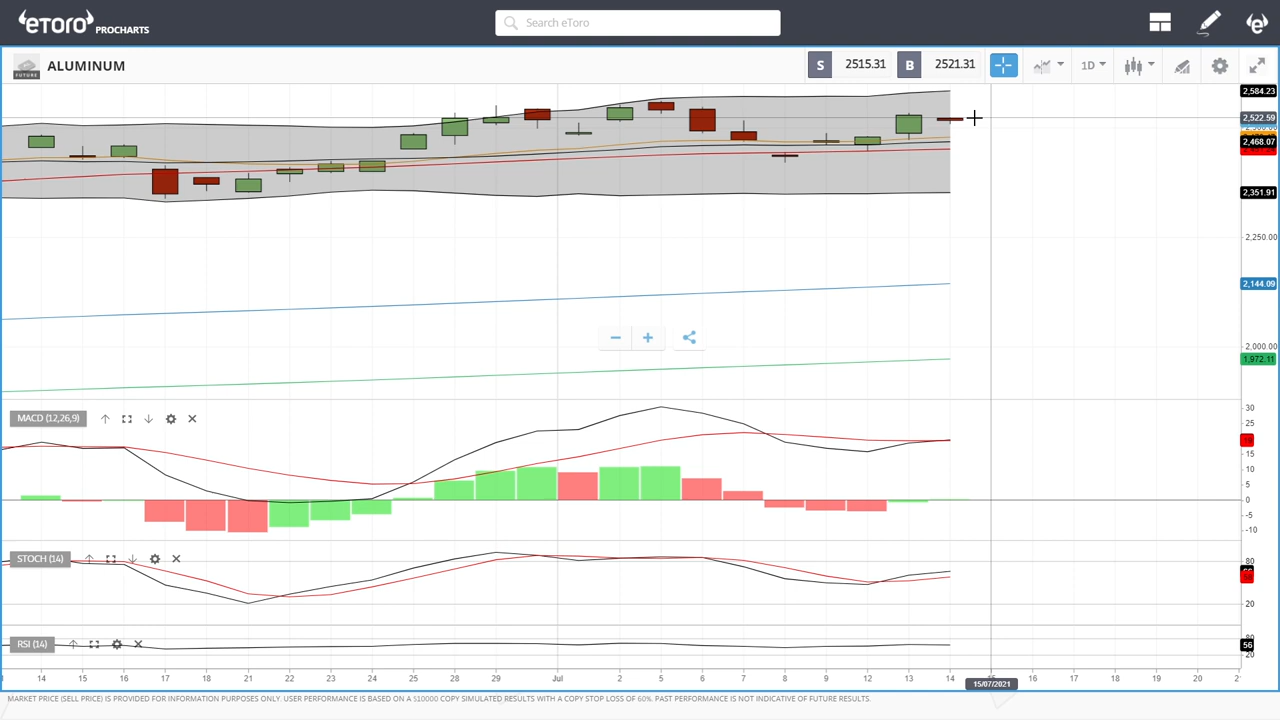 eToro PROCHARTS
Search eToro
FUTURE
ALUMINUM
S 2515.31 B 2521.31
1D
2,584.23
2,522.59
2,468.07
2,351.91
2,250.00
2,144.09
2,000.00
1,972.11
MACD (12,26,9)
30
25
19
15
10
5
0
-5
-10
STOCH (14)
80
20
RSI (14)
80
56
20
14 15 16 17 18 21 22 23 24 25 28 29 Jul 2 5 6 7 8 9 12 13 14 15 16 17 18 19 20 2
15/07/2021
MARKET PRICE (SELL PRICE) IS PROVIDED FOR INFORMATION PURPOSES ONLY. USER PERFORMANCE IS BASED ON A $10000 COPY SIMULATED RESULTS WITH A COPY STOP LOSS OF 60%. PAST PERFORMANCE IS NOT INDICATIVE OF FUTURE RESULTS.